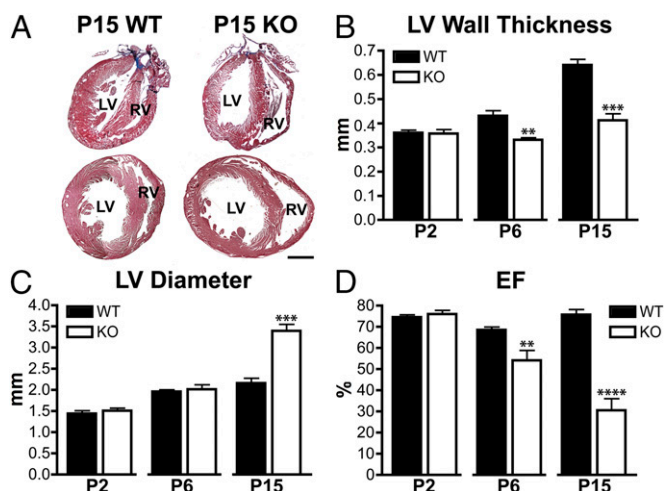 A
P15 WT
P15 KO
LV
RV
LV
RV
LV
RV
LV
RV
B
LV Wall Thickness
WT
KO
mm
0.7
0.6
0.5
0.4
0.3
0.2
0.1
0.0
**
***
P2
P6
P15
C
LV Diameter
WT
KO
mm
4.0
3.5
3.0
2.5
2.0
1.5
1.0
0.5
0.0
***
P2
P6
P15
D
EF
WT
KO
%
80
70
60
50
40
30
20
10
0
**
****
P2
P6
P15